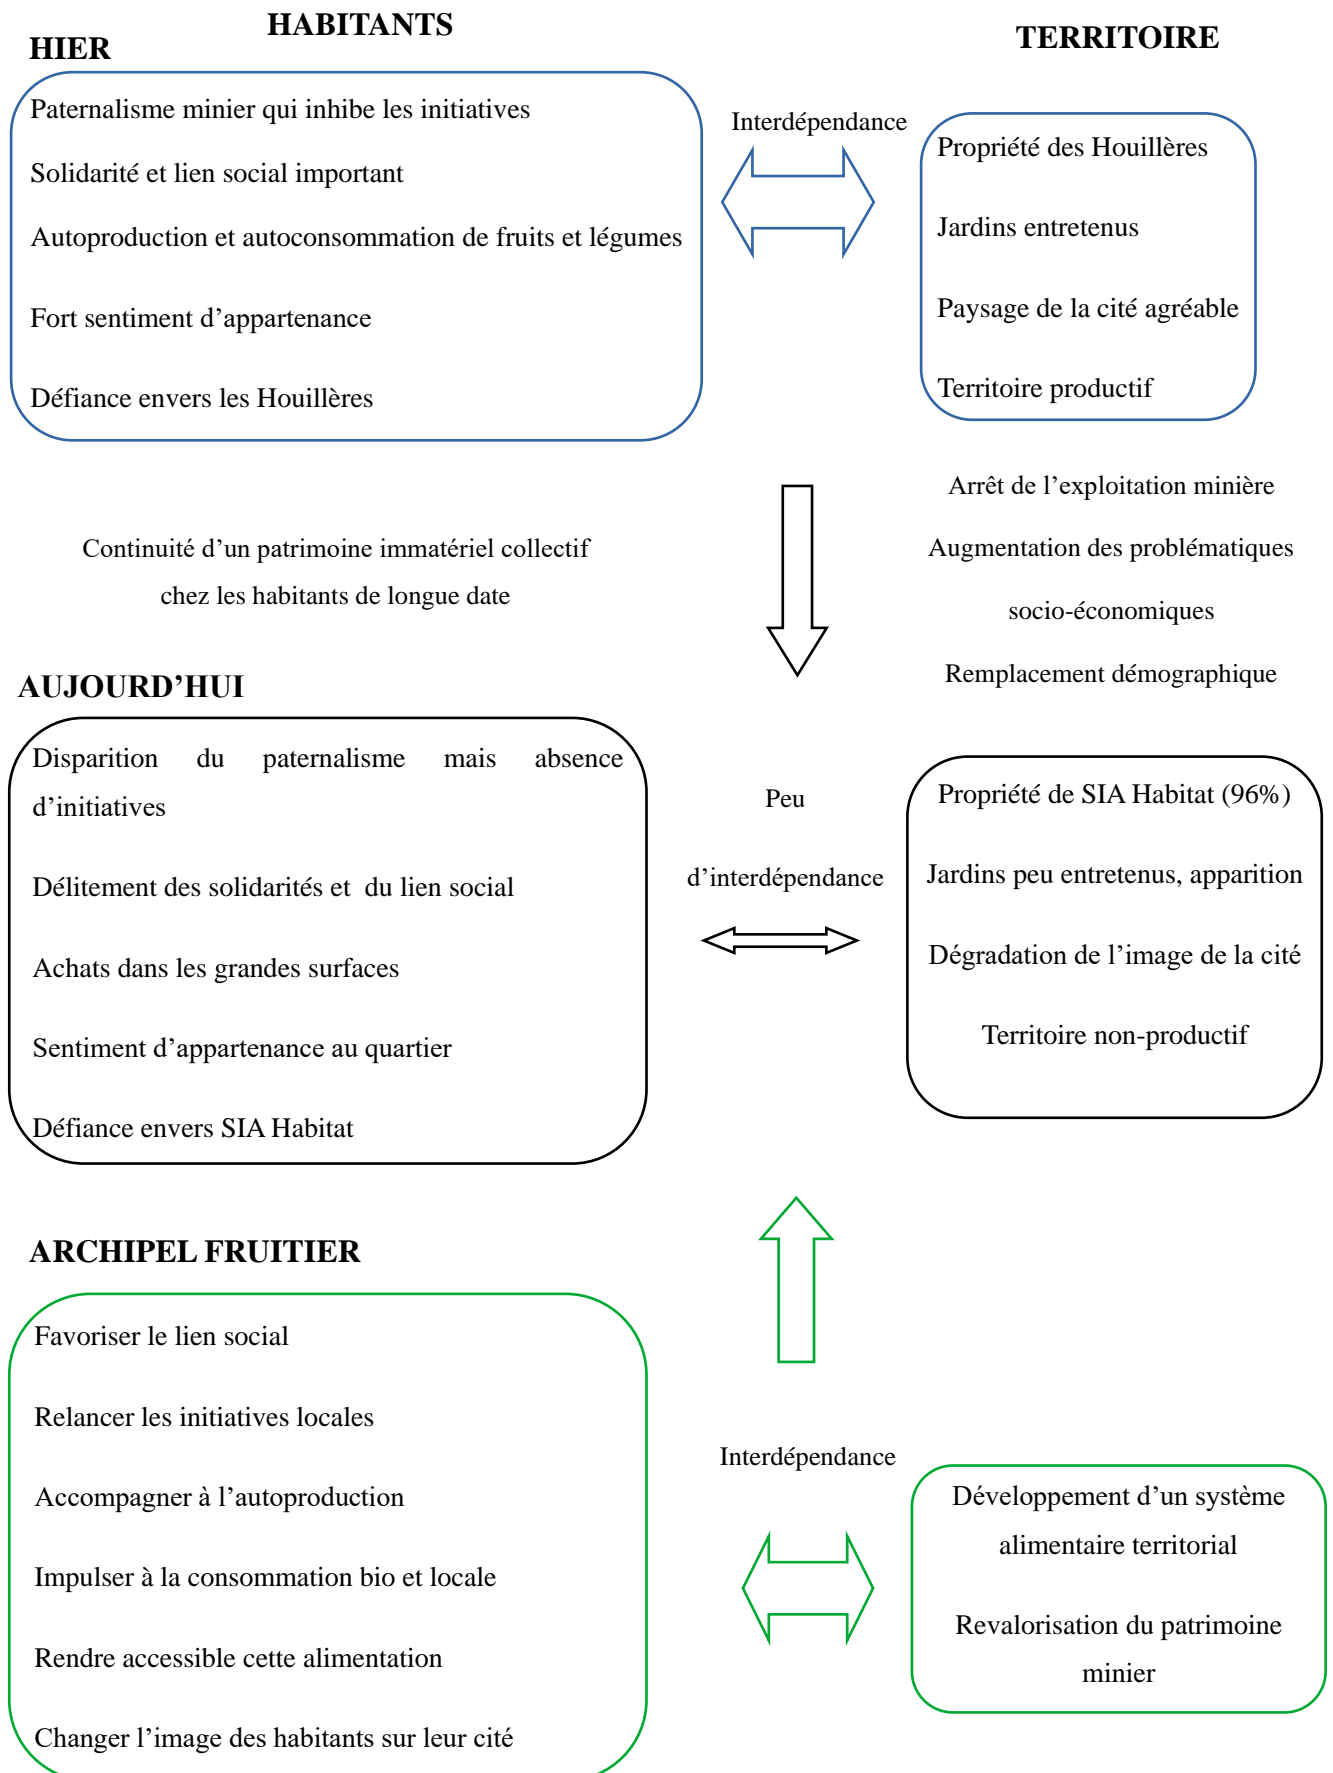 HABITANTS
TERRITOIRE
HIER
Paternalisme minier qui inhibe les initiatives
Solidarité et lien social important
Autoproduction et autoconsommation de fruits et légumes
Fort sentiment d’appartenance
Défiance envers les Houillères
Interdépendance
Propriété des Houillères
Jardins entretenus
Paysage de la cité agréable
Territoire productif
Continuité d’un patrimoine immatériel collectif
chez les habitants de longue date
Arrêt de l’exploitation minière
Augmentation des problématiques
socio-économiques
Remplacement démographique
AUJOURD’HUI
Disparition du paternalisme mais absence
d’initiatives
Délitement des solidarités et du lien social
Achats dans les grandes surfaces
Sentiment d’appartenance au quartier
Défiance envers SIA Habitat
Peu
d’interdépendance
Propriété de SIA Habitat (96%)
Jardins peu entretenus, apparition
Dégradation de l’image de la cité
Territoire non-productif
ARCHIPEL FRUITIER
Favoriser le lien social
Relancer les initiatives locales
Accompagner à l’autoproduction
Impulser à la consommation bio et locale
Rendre accessible cette alimentation
Changer l’image des habitants sur leur cité
Interdépendance
Développement d’un système
alimentaire territorial
Revalorisation du patrimoine
minier